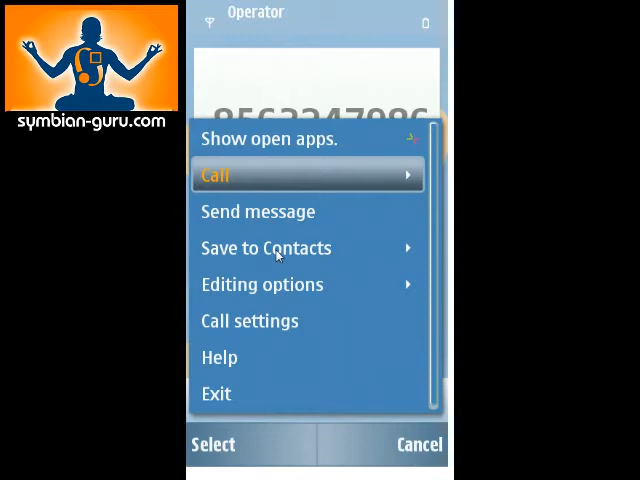 Operator
symbian-guru.com
Show open apps.
Call
Send message
Save to Contacts
Editing options
Call settings
Help
Exit
Select
Cancel